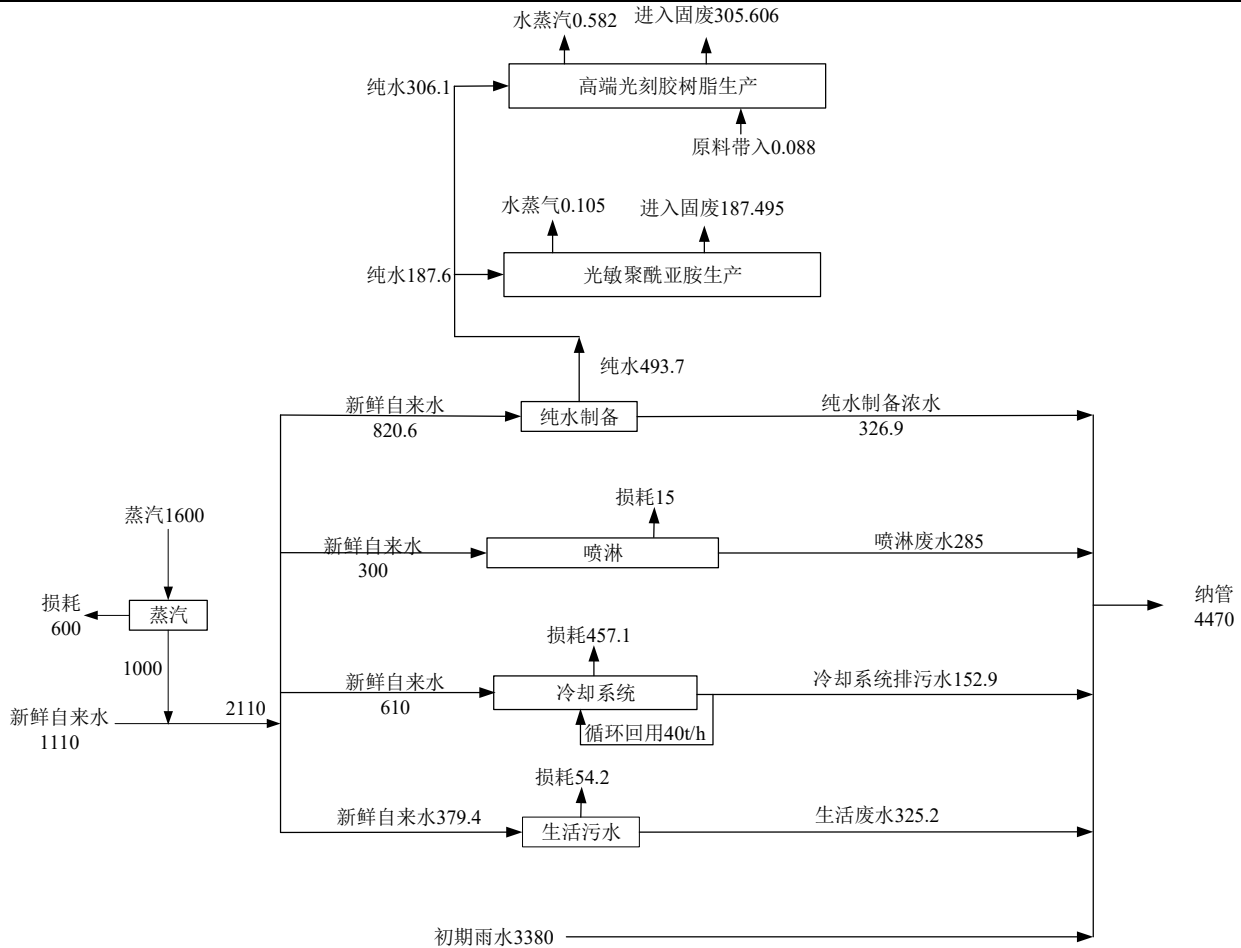 水蒸汽0.582
进入固废305.606
纯水306.1
高端光刻胶树脂生产
原料带入0.088
水蒸气0.105
进入固废187.495
纯水187.6
光敏聚酰亚胺生产
纯水493.7
新鲜自来水
820.6
纯水制备
纯水制备浓水
326.9
蒸汽1600
损耗15
新鲜自来水
300
喷淋
喷淋废水285
损耗
600
蒸汽
纳管
4470
1000
损耗457.1
新鲜自来水
610
冷却系统
冷却系统排污水152.9
循环回用40t/h
新鲜自来水
1110
2110
损耗54.2
新鲜自来水379.4
生活污水
生活废水325.2
初期雨水3380